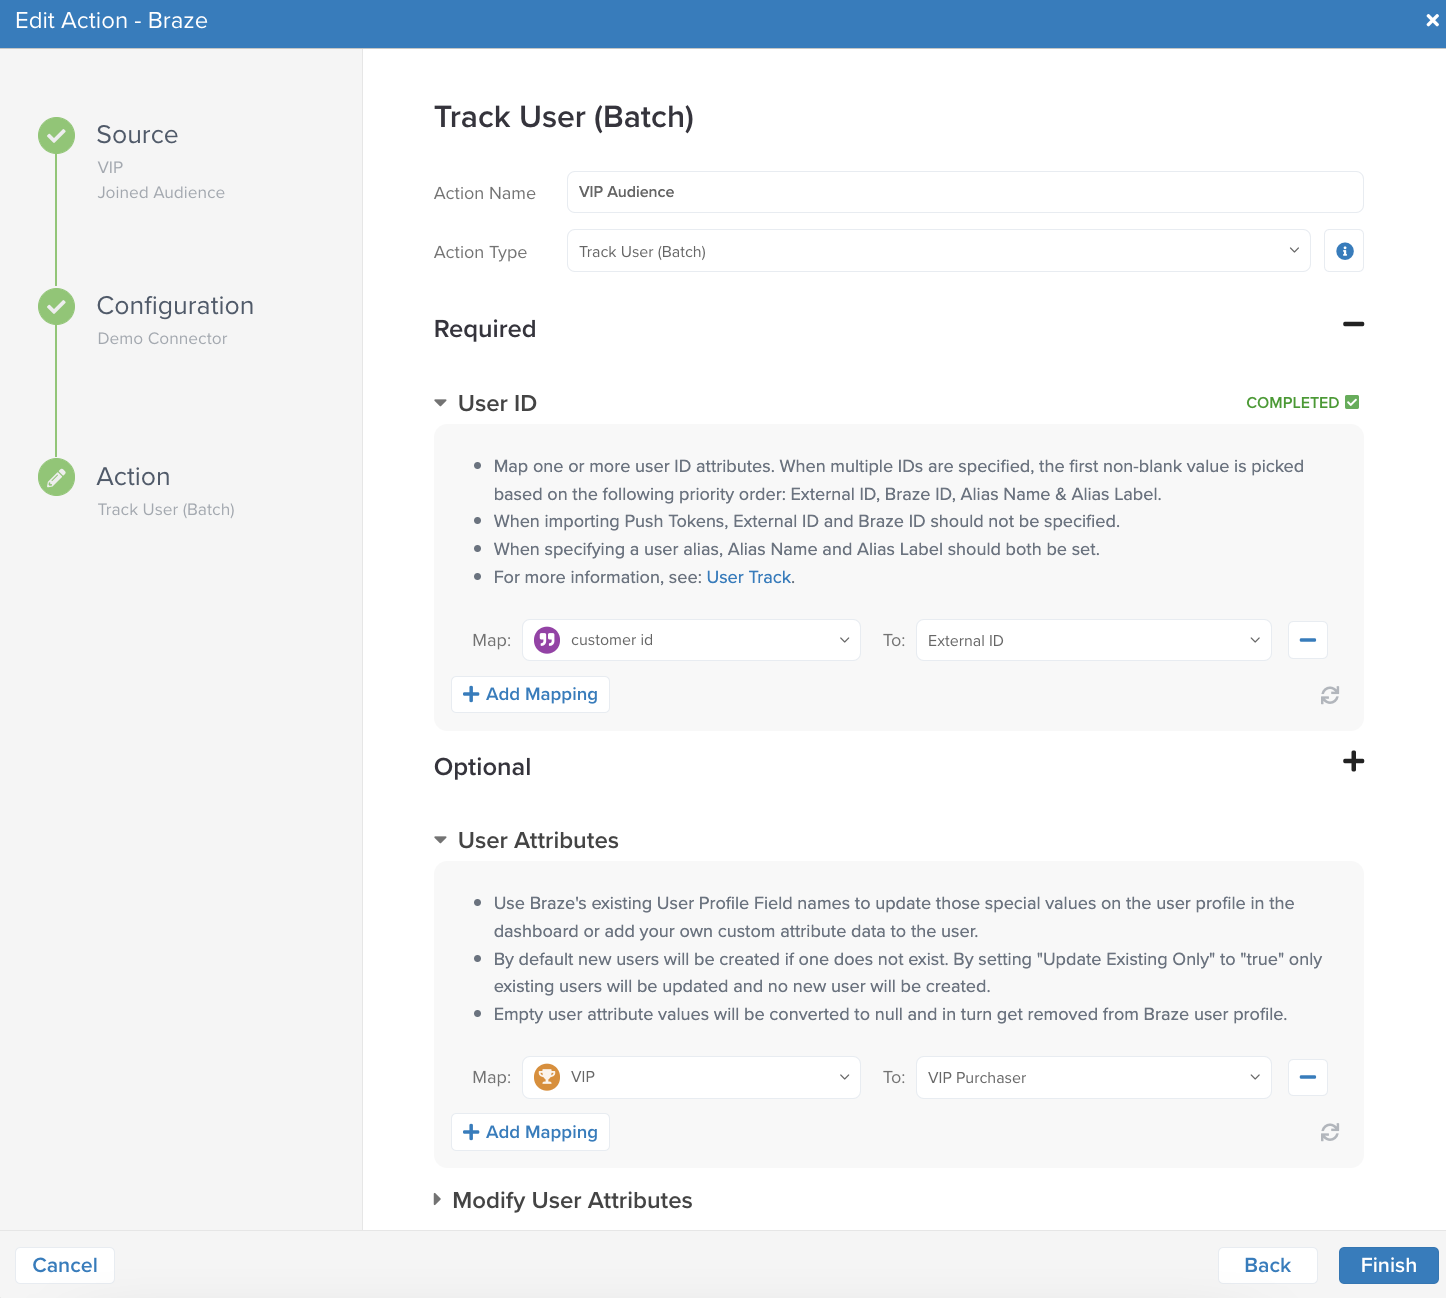 Edit Action - Braze
Source
VIP
Joined Audience
Configuration
Demo Connector
Action
Track User (Batch)
Track User (Batch)
Action Name
VIP Audience
Action Type
Track User (Batch)
Required
User ID
COMPLETED
Map one or more user ID attributes. When multiple IDs are specified, the first non-blank value is picked
based on the following priority order: External ID, Braze ID, Alias Name & Alias Label.
When importing Push Tokens, External ID and Braze ID should not be specified.
When specifying a user alias, Alias Name and Alias Label should both be set.
For more information, see: User Track.
Map: customer id To: External ID
Add Mapping
Optional
User Attributes
Use Braze's existing User Profile Field names to update those special values on the user profile in the
dashboard or add your own custom attribute data to the user.
By default new users will be created if one does not exist. By setting "Update Existing Only" to "true" only
existing users will be updated and no new user will be created.
Empty user attribute values will be converted to null and in turn get removed from Braze user profile.
Map: VIP To: VIP Purchaser
Add Mapping
Modify User Attributes
Cancel
Back
Finish